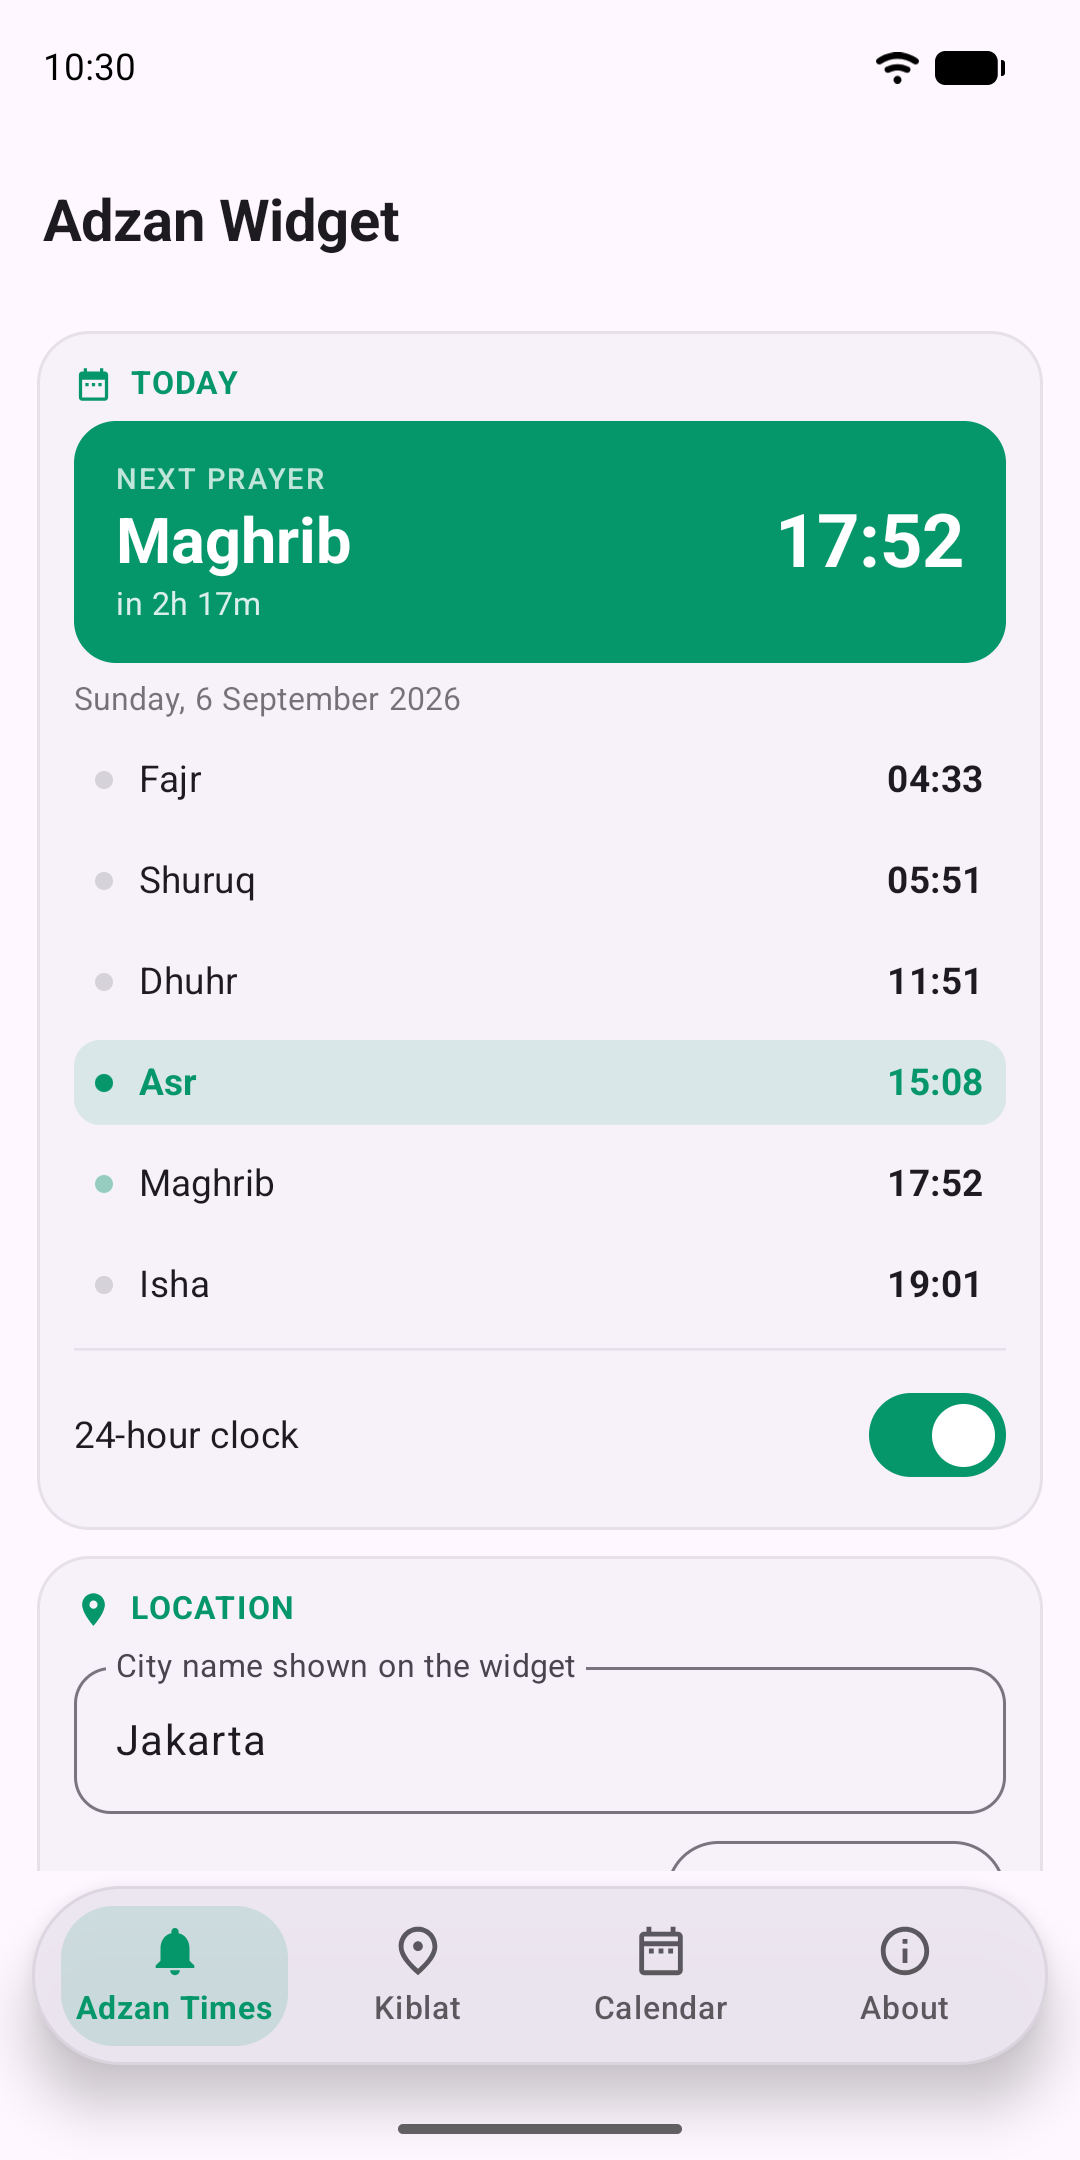 10:30
Adzan Widget
TODAY
NEXT PRAYER
Maghrib
17:52
in 2h 17m
Sunday, 6 September 2026
Fajr 04:33
Shuruq 05:51
Dhuhr 11:51
Asr 15:08
Maghrib 17:52
Isha 19:01
24-hour clock
LOCATION
City name shown on the widget
Jakarta
Adzan Times Kiblat Calendar About